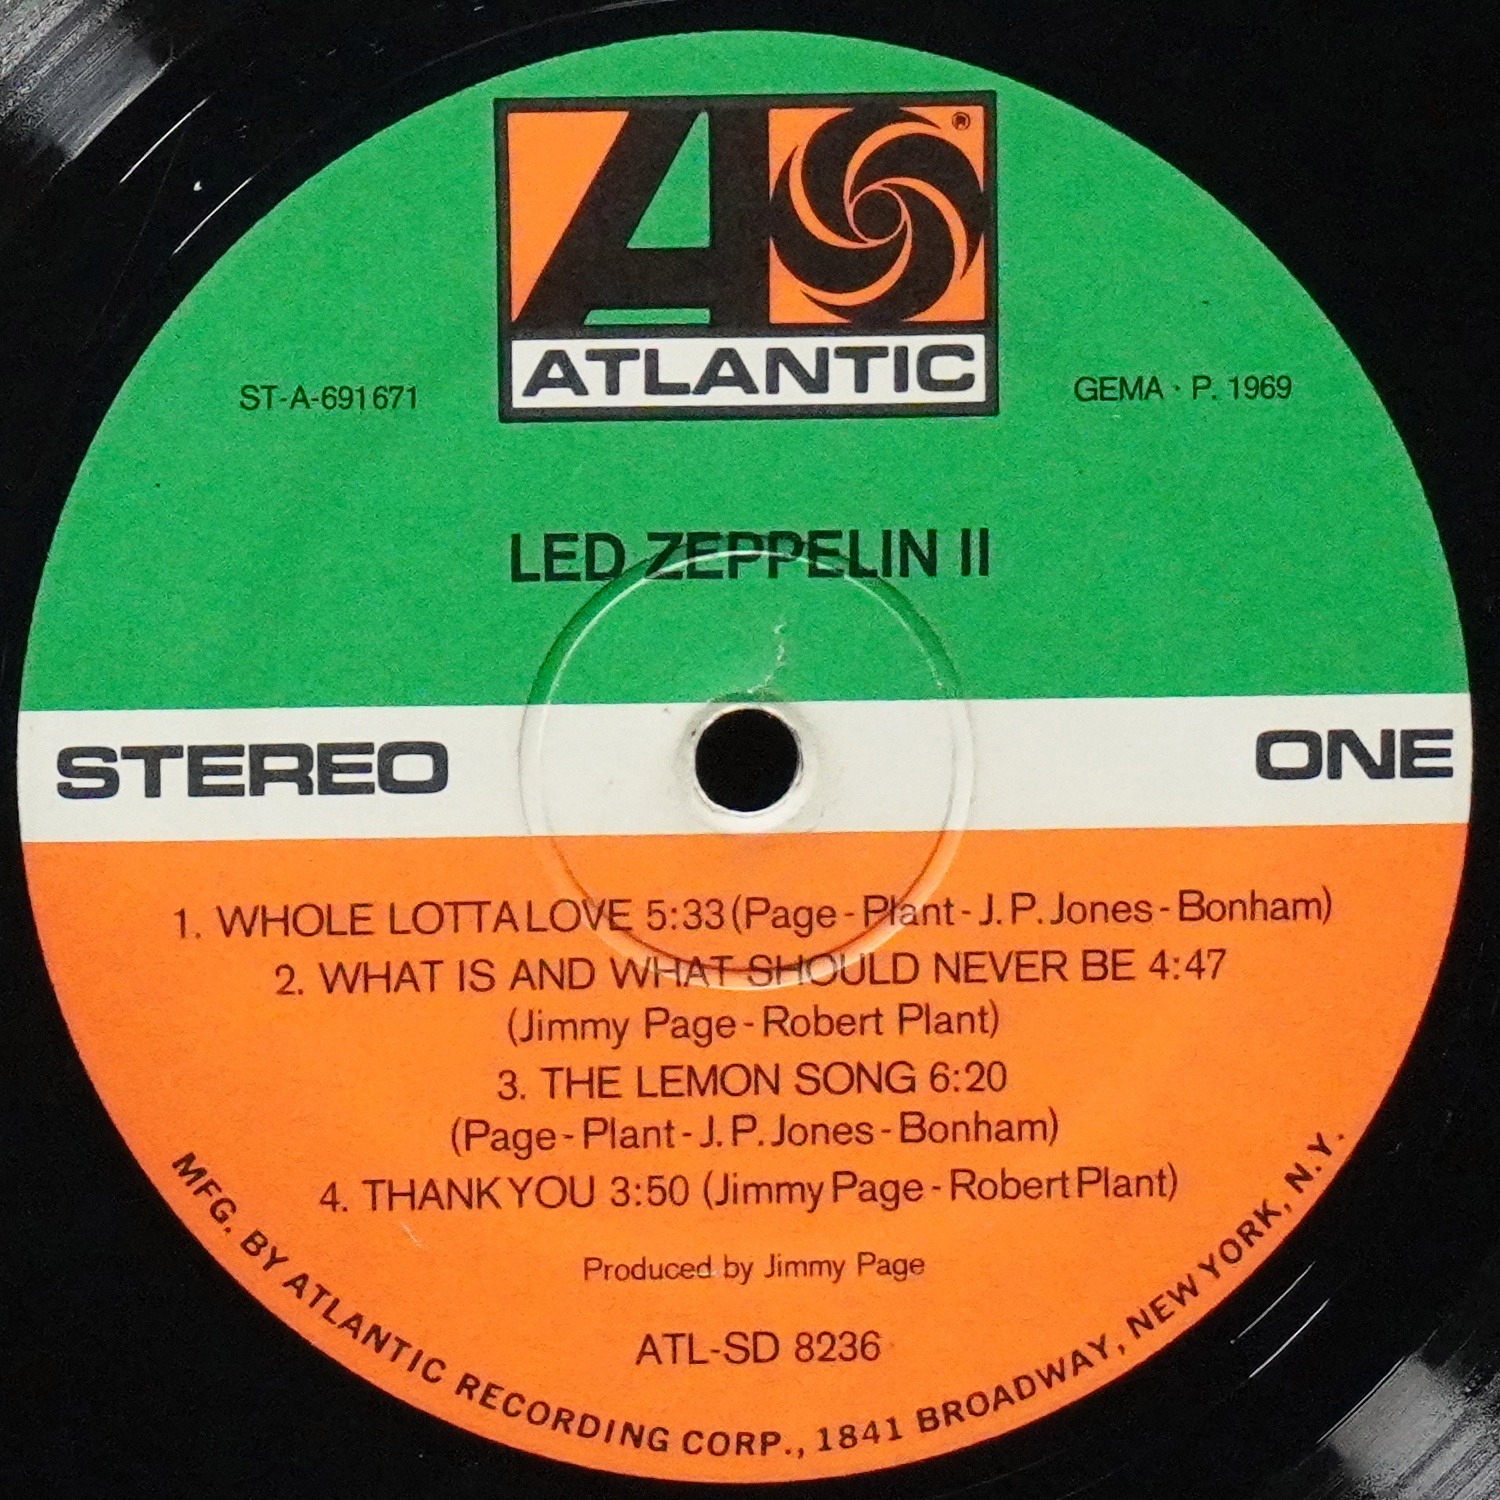 ATLANTIC
®
ST-A-691671
GEMA · P. 1969
LED ZEPPELIN II
STEREO
ONE
1. WHOLE LOTTA LOVE 5:33 (Page - Plant - J. P. Jones - Bonham)
2. WHAT IS AND WHAT SHOULD NEVER BE 4:47
(Jimmy Page - Robert Plant)
3. THE LEMON SONG 6:20
(Page - Plant - J. P. Jones - Bonham)
4. THANK YOU 3:50 (Jimmy Page - Robert Plant)
Produced by Jimmy Page
ATL-SD 8236
MFG. BY ATLANTIC RECORDING CORP., 1841 BROADWAY, NEW YORK, N.Y.